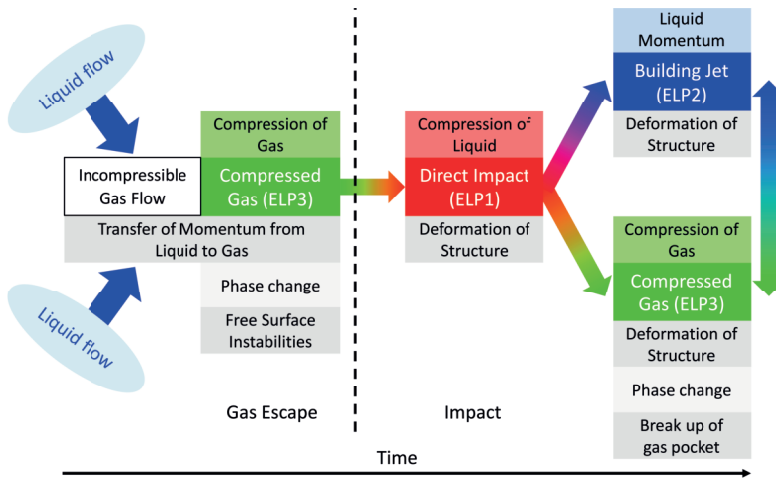 Liquid flow
Incompressible
Gas Flow
Compression of
Gas
Compressed
Gas (ELP3)
Transfer of Momentum from
Liquid to Gas
Phase change
Free Surface
Instabilities
Liquid flow
Gas Escape
Compression of
Liquid
Direct Impact
(ELP1)
Deformation of
Structure
Impact
Liquid
Momentum
Building Jet
(ELP2)
Deformation of
Structure
Compression of
Gas
Compressed
Gas (ELP3)
Deformation of
Structure
Phase change
Break up of
gas pocket
Time